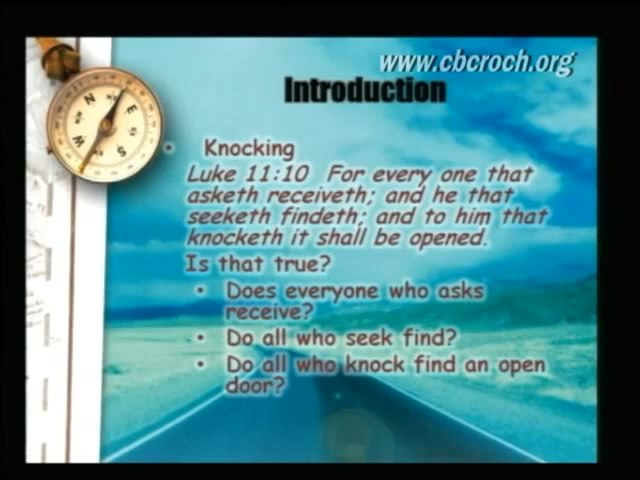 www.cbcroch.org
Introduction
• Knocking
Luke 11:10 For every one that
asketh receiveth; and he that
seeketh findeth; and to him that
knocketh it shall be opened.
Is that true?
• Does everyone who asks
receive?
• Do all who seek find?
• Do all who knock find an open
door?
N
E
S
W